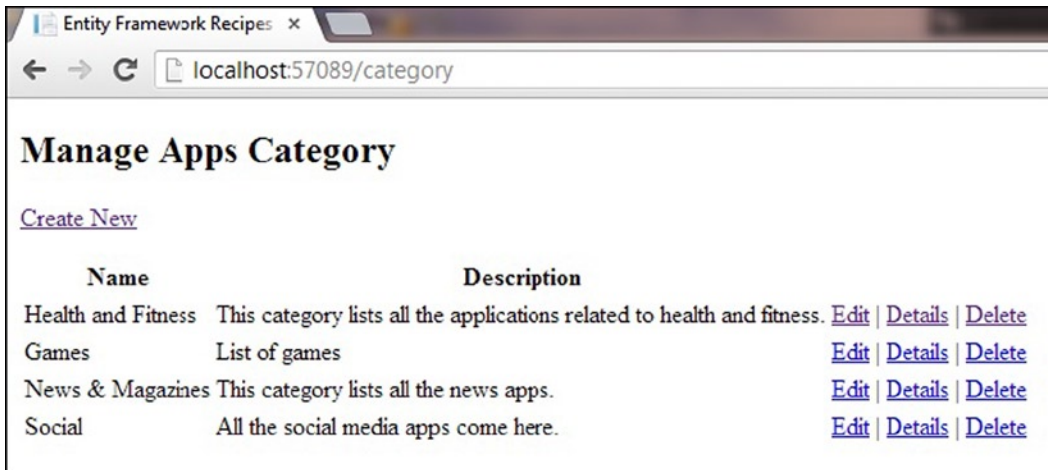 Entity Framework Recipes
localhost:57089/category
Manage Apps Category
Create New
Name Description
Health and Fitness This category lists all the applications related to health and fitness. Edit | Details | Delete
Games List of games Edit | Details | Delete
News & Magazines This category lists all the news apps. Edit | Details | Delete
Social All the social media apps come here. Edit | Details | Delete